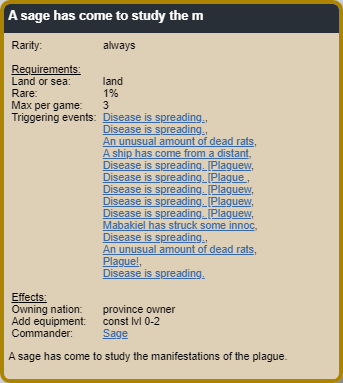 A sage has come to study the m
Rarity: always
Requirements:
Land or sea: land
Rare: 1%
Max per game: 3
Triggering events: Disease is spreading.,
Disease is spreading.,
An unusual amount of dead rats,
A ship has come from a distant,
Disease is spreading. [Plaguew,
Disease is spreading. [Plague ,
Disease is spreading. [Plaguew,
Disease is spreading. [Plaguew,
Disease is spreading. [Plaguew,
Mabakiel has struck some innoc,
Disease is spreading.,
An unusual amount of dead rats,
Plague!,
Disease is spreading.
Effects:
Owning nation: province owner
Add equipment: const lvl 0-2
Commander: Sage
A sage has come to study the manifestations of the plague.